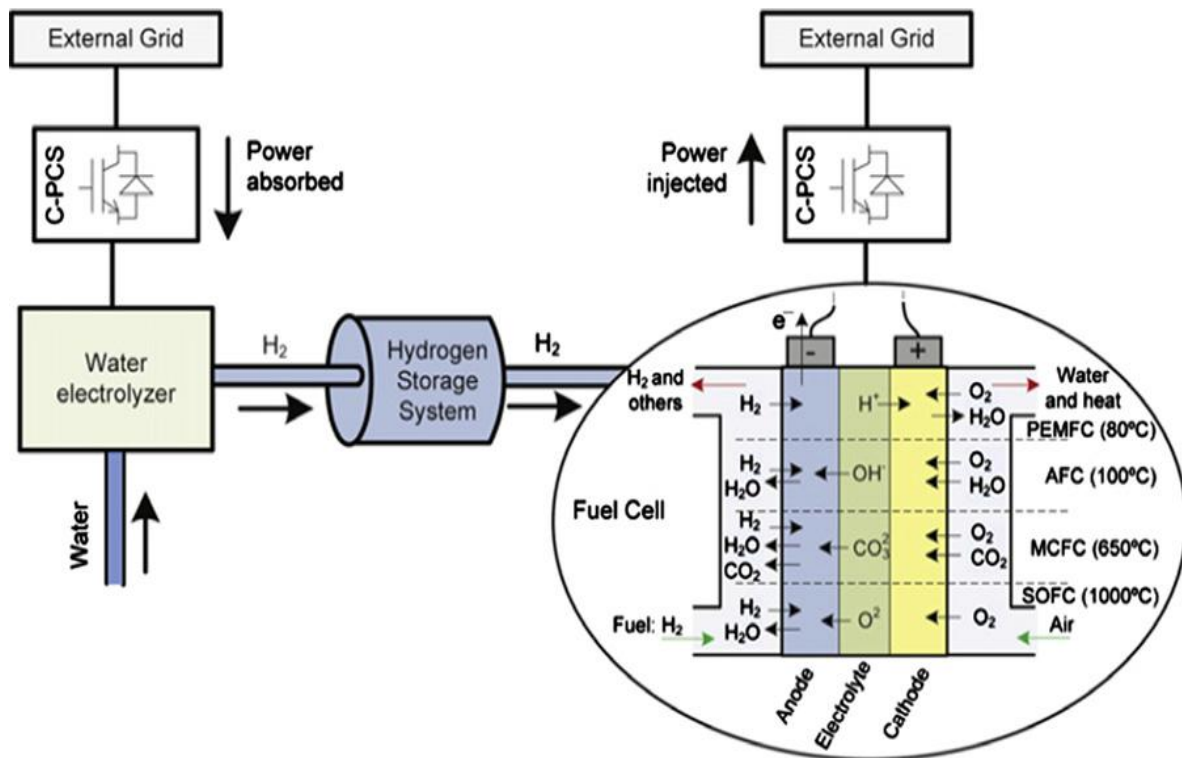 External Grid
C-PCS
Power
absorbed
Water
electrolyzer
Water
H₂
Hydrogen
Storage
System
H₂
External Grid
Power
injected
C-PCS
e⁻
-
+
H₂ and
others
H₂
H⁺
O₂
H₂O
Water
and heat
PEMFC (80ºC)
H₂
H₂O
OH⁻
O₂
H₂O
AFC (100ºC)
Fuel Cell
H₂
H₂O
CO₂
CO₃²
O₂
CO₂
MCFC (650ºC)
SOFC (1000ºC)
Fuel: H₂
H₂
H₂O
O²
O₂
Air
Anode
Electrolyte
Cathode